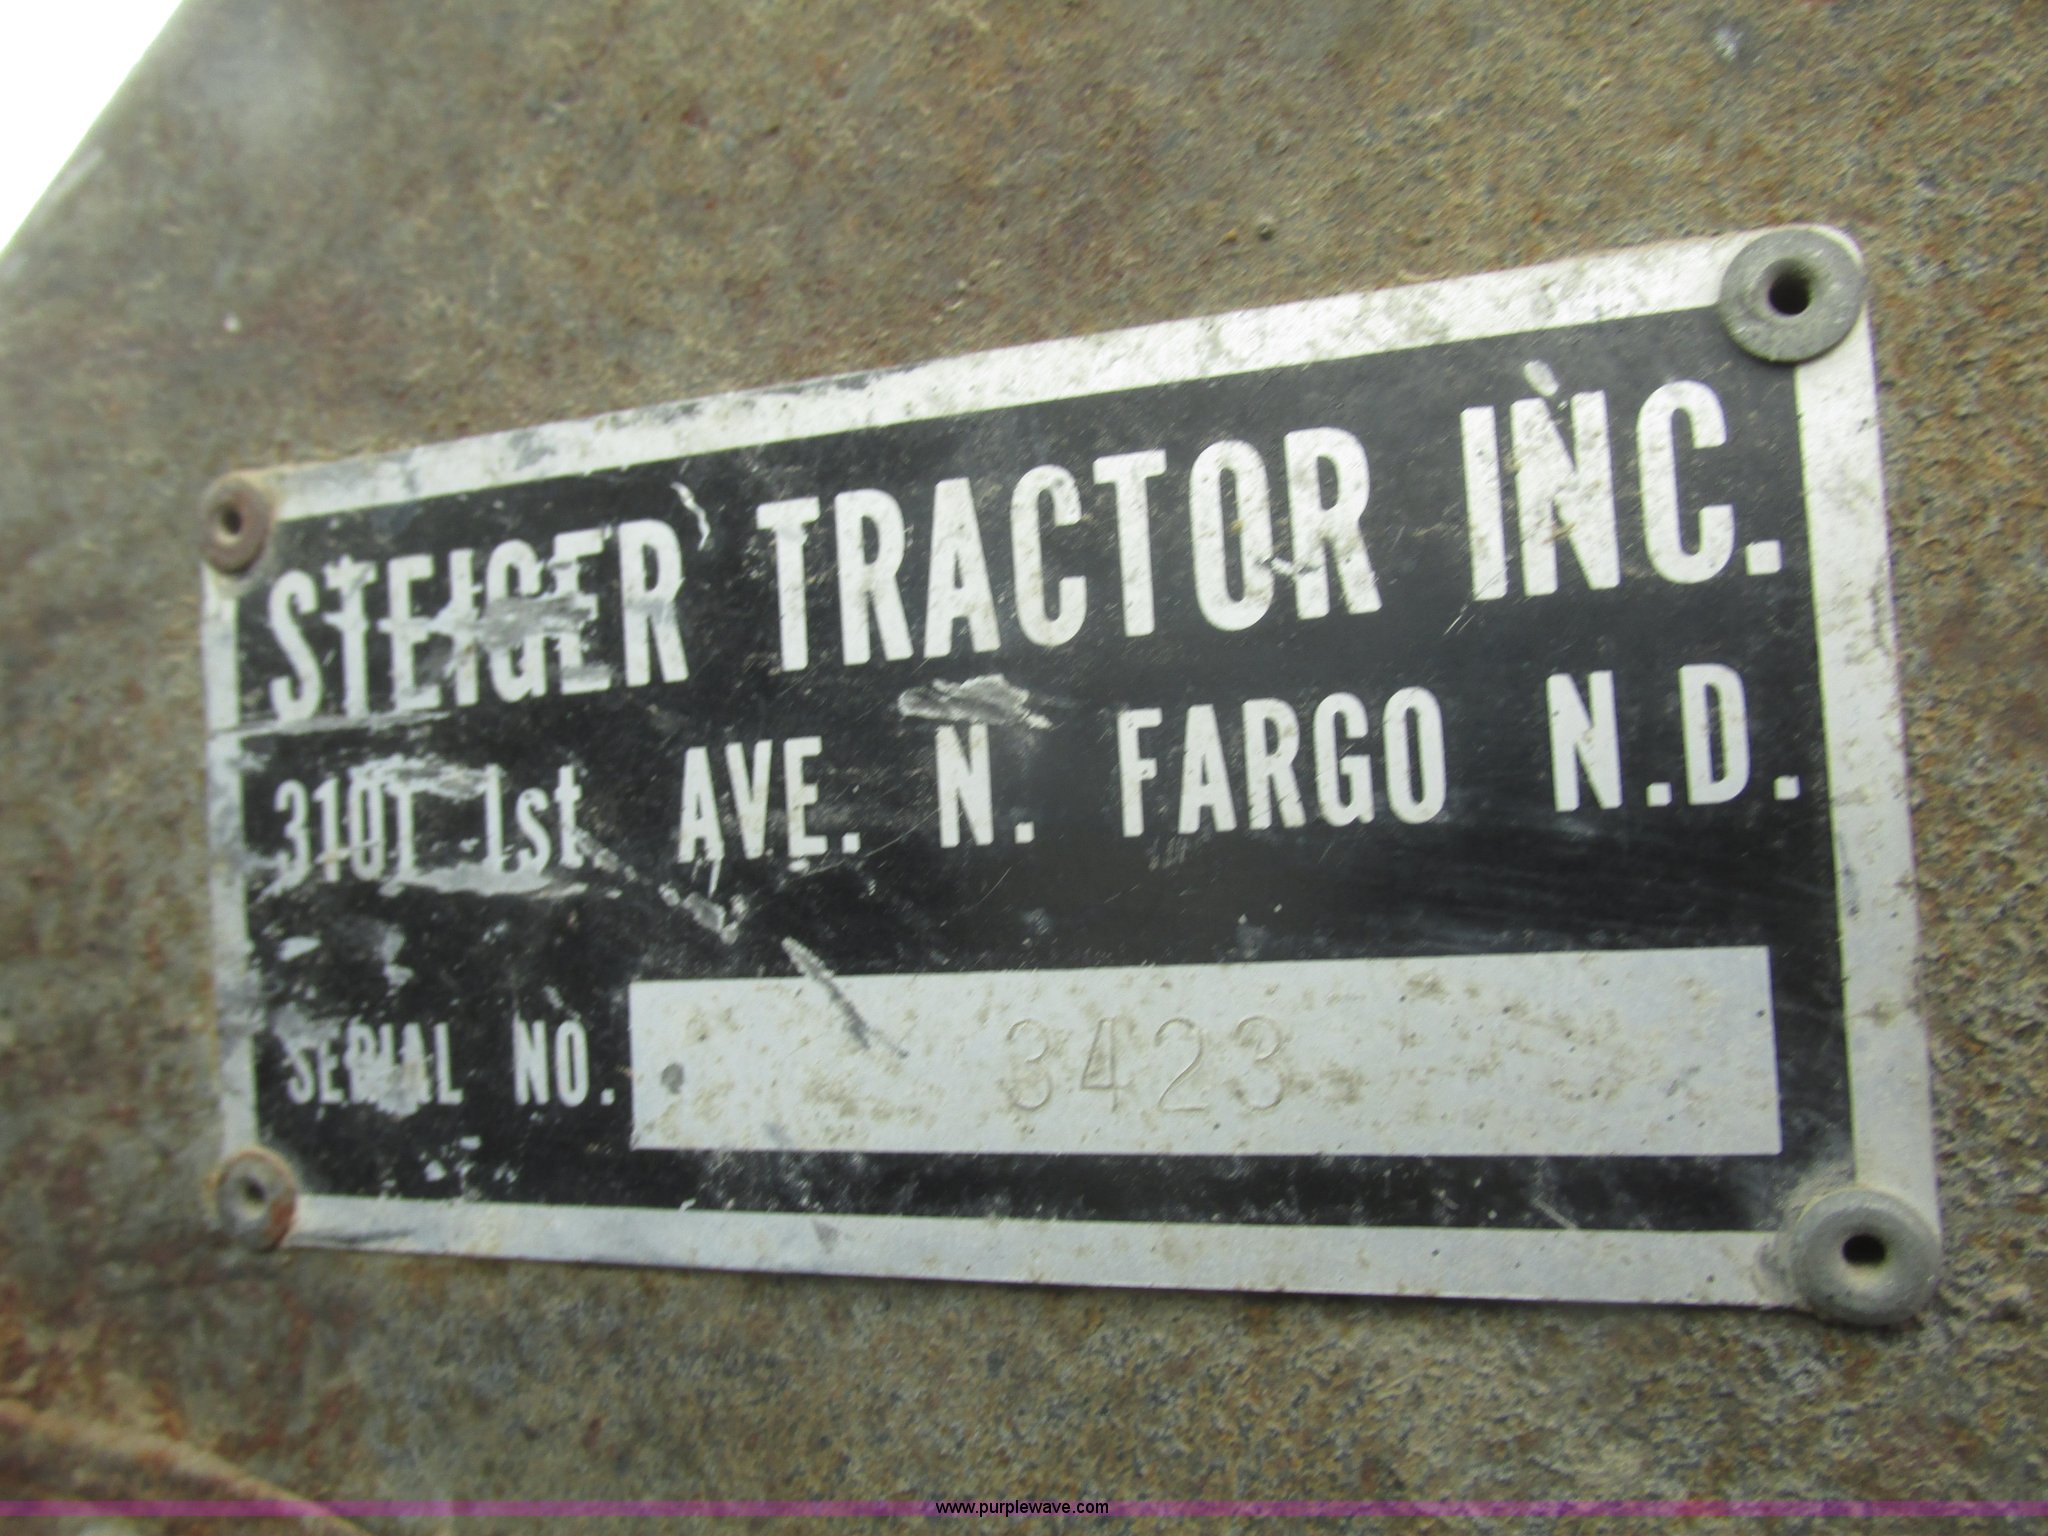 STEIGER TRACTOR INC.
3101 1st. AVE. N. FARGO N.D.
SERIAL NO. 3423
www.purplewave.com